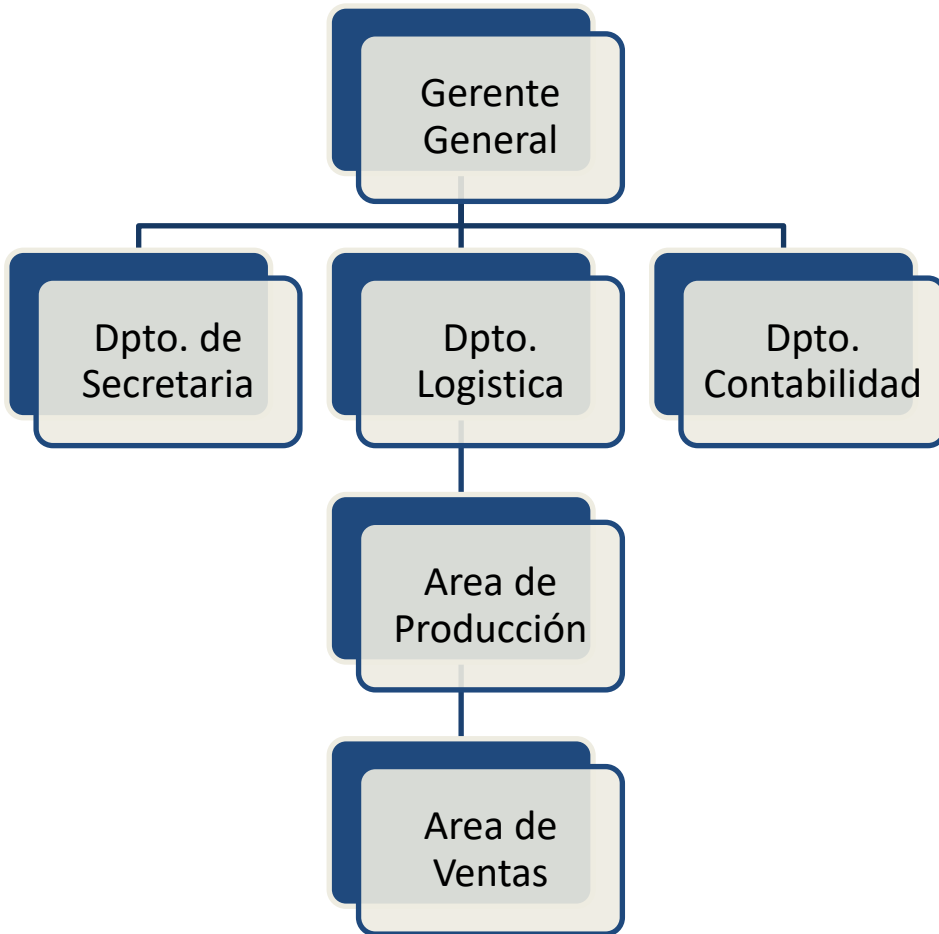 Gerente
General
Dpto. de
Secretaria
Dpto.
Logistica
Dpto.
Contabilidad
Area de
Producción
Area de
Ventas